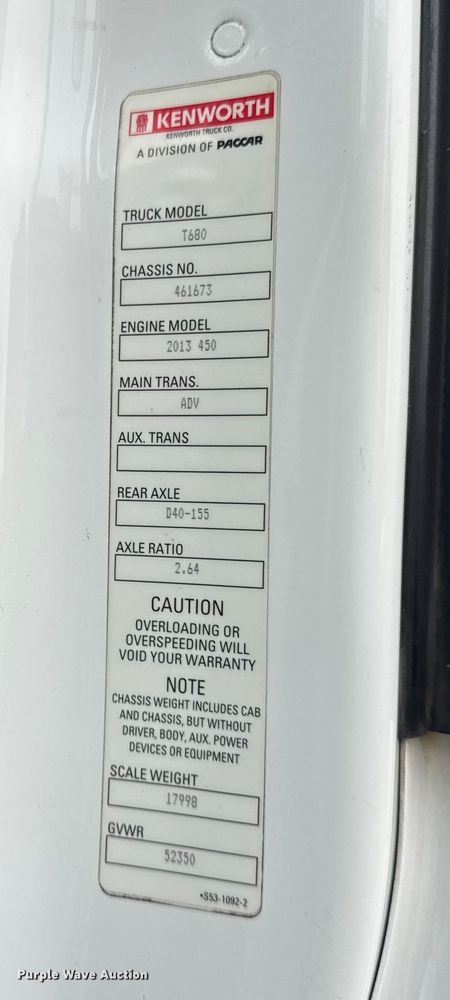 KENWORTH
KENWORTH TRUCK CO.
A DIVISION OF PACCAR
TRUCK MODEL
T680
CHASSIS NO.
461673
ENGINE MODEL
2013 450
MAIN TRANS.
ADV
AUX. TRANS
REAR AXLE
D40-155
AXLE RATIO
2.64
CAUTION
OVERLOADING OR
OVERSPEEDING WILL
VOID YOUR WARRANTY
NOTE
CHASSIS WEIGHT INCLUDES CAB
AND CHASSIS, BUT WITHOUT
DRIVER, BODY, AUX. POWER
DEVICES OR EQUIPMENT
SCALE WEIGHT
17998
GVWR
52350
•S53-1092-2
Purple Wave Auction